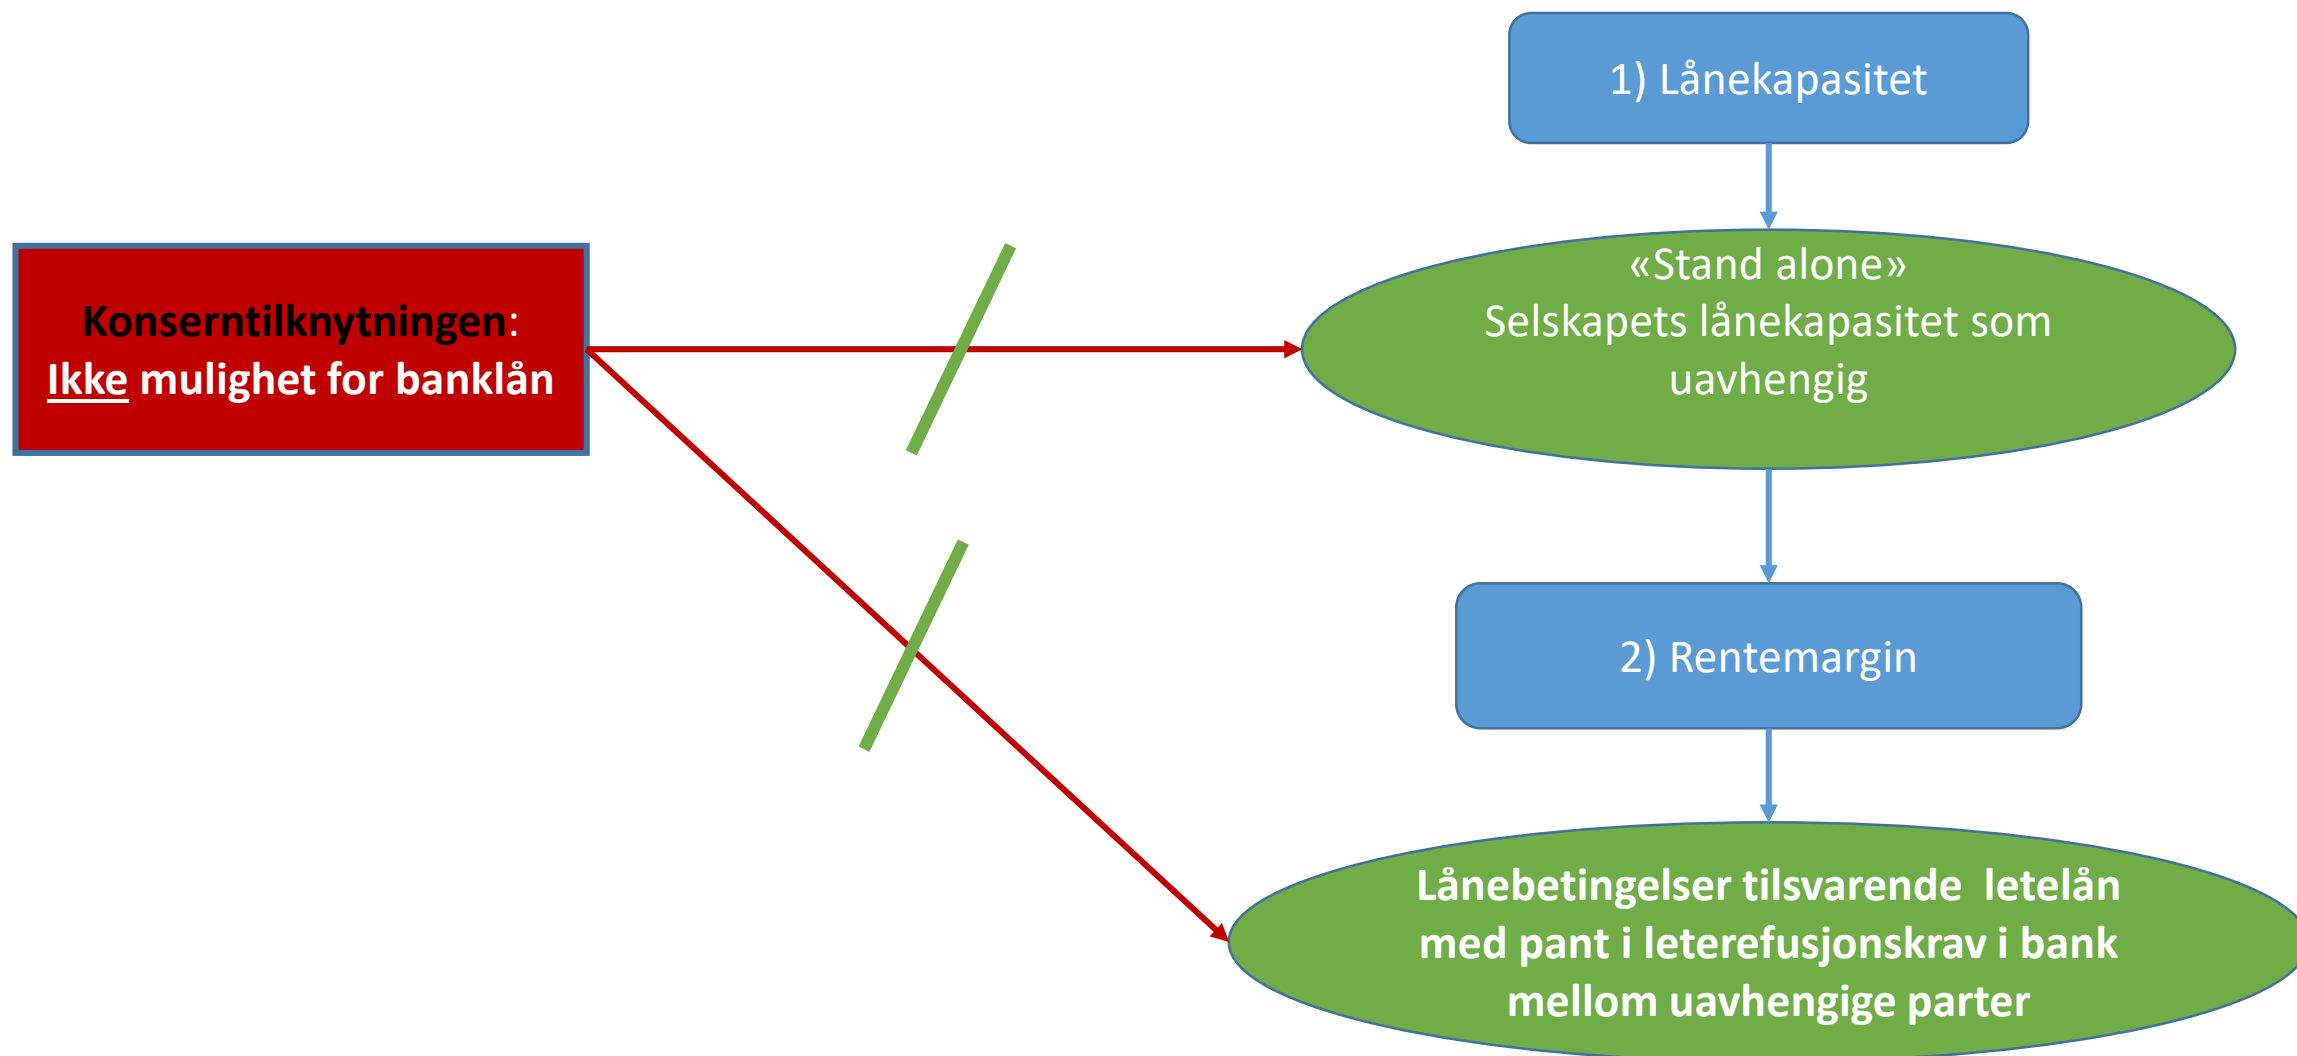 1) Lånekapasitet
«Stand alone»
Selskapets lånekapasitet som
uavhengig
Konserntilknytningen:
Ikke mulighet for banklån
2) Rentemargin
Lånebetingelser tilsvarende  letelån
med pant i leterefusjonskrav i bank
mellom uavhengige parter